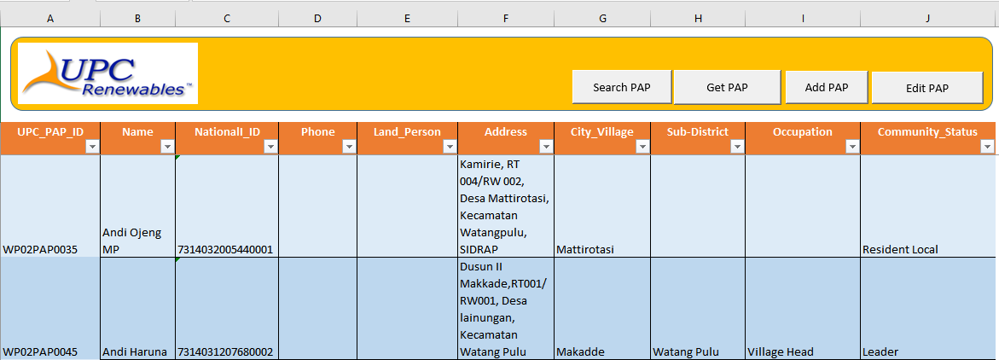 A B C D E F G H I J
UPC
Renewables™
Search PAP Get PAP Add PAP Edit PAP
UPC_PAP_ID Name Nationall_ID Phone Land_Person Address City_Village Sub-District Occupation Community_Status
Kamirie, RT
004/RW 002,
Desa Mattirotasi,
Kecamatan
Andi Ojeng Watangpulu,
WP02PAP0035 MP 7314032005440001 SIDRAP Mattirotasi Resident Local
Dusun II
Makkade,RT001/
RW001, Desa
lainungan,
Kecamatan
WP02PAP0045 Andi Haruna 7314031207680002 Watang Pulu Makadde Watang Pulu Village Head Leader